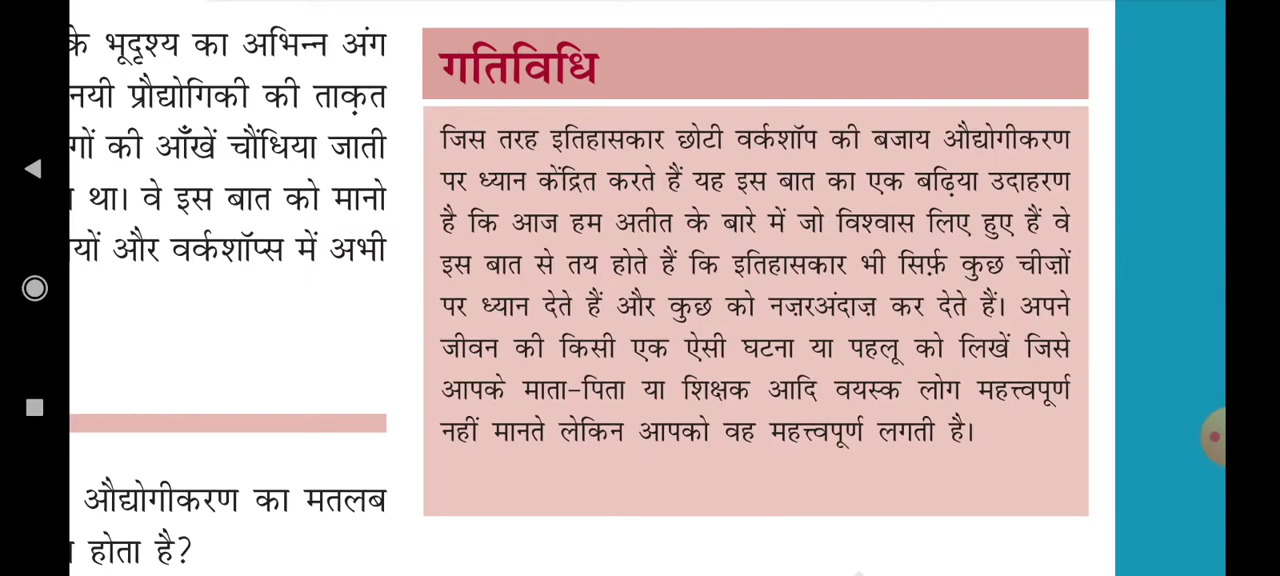 के भूदृश्य का अभिन्न अंग
नयी प्रौद्योगिकी की ताक़त
की आँखें चौंधिया जाती
था। वे इस बात को मानो
और वर्कशॉप्स में अभी
औद्योगीकरण का मतलब
होता है?
गतिविधि
जिस तरह इतिहासकार छोटी वर्कशॉप की बजाय औद्योगीकरण
पर ध्यान केंद्रित करते हैं यह इस बात का एक बढ़िया उदाहरण
है कि आज हम अतीत के बारे में जो विश्वास लिए हुए हैं वे
इस बात से तय होते हैं कि इतिहासकार भी सिर्फ़ कुछ चीज़ों
पर ध्यान देते हैं और कुछ को नज़रअंदाज़ कर देते हैं। अपने
जीवन की किसी एक ऐसी घटना या पहलू को लिखें जिसे
आपके माता-पिता या शिक्षक आदि वयस्क लोग महत्त्वपूर्ण
नहीं मानते लेकिन आपको वह महत्त्वपूर्ण लगती है।